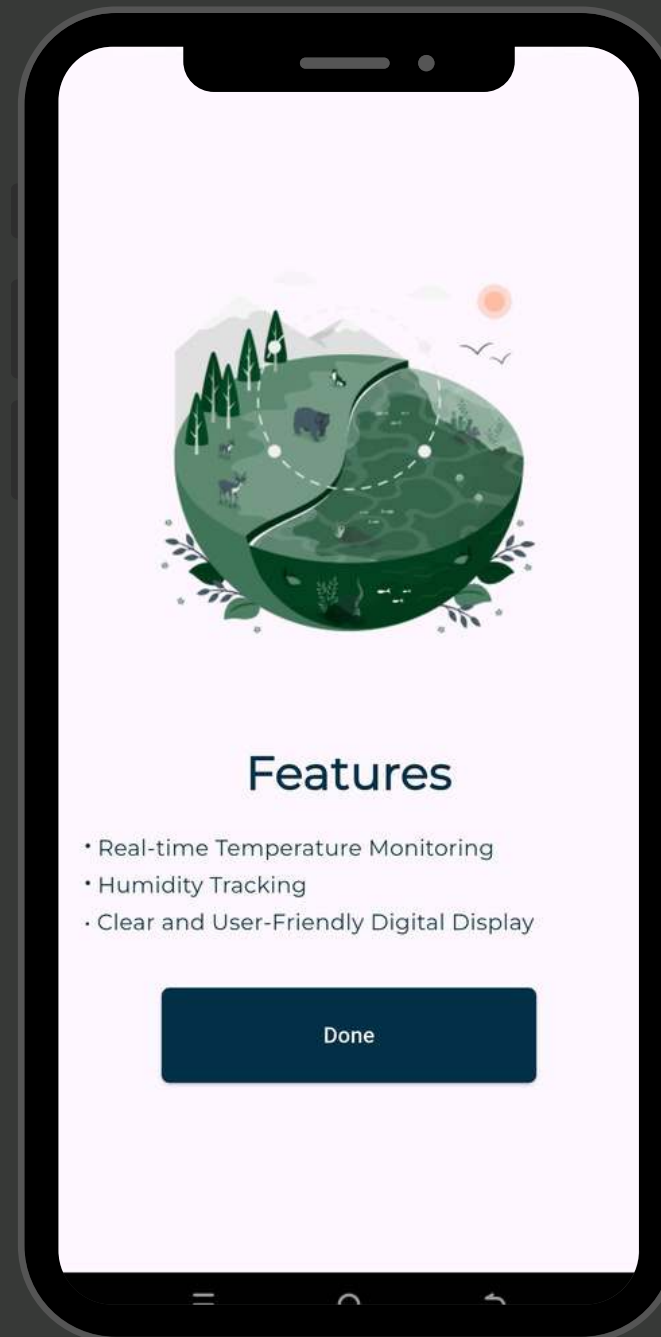 Features
• Real-time Temperature Monitoring
• Humidity Tracking
• Clear and User-Friendly Digital Display
Done